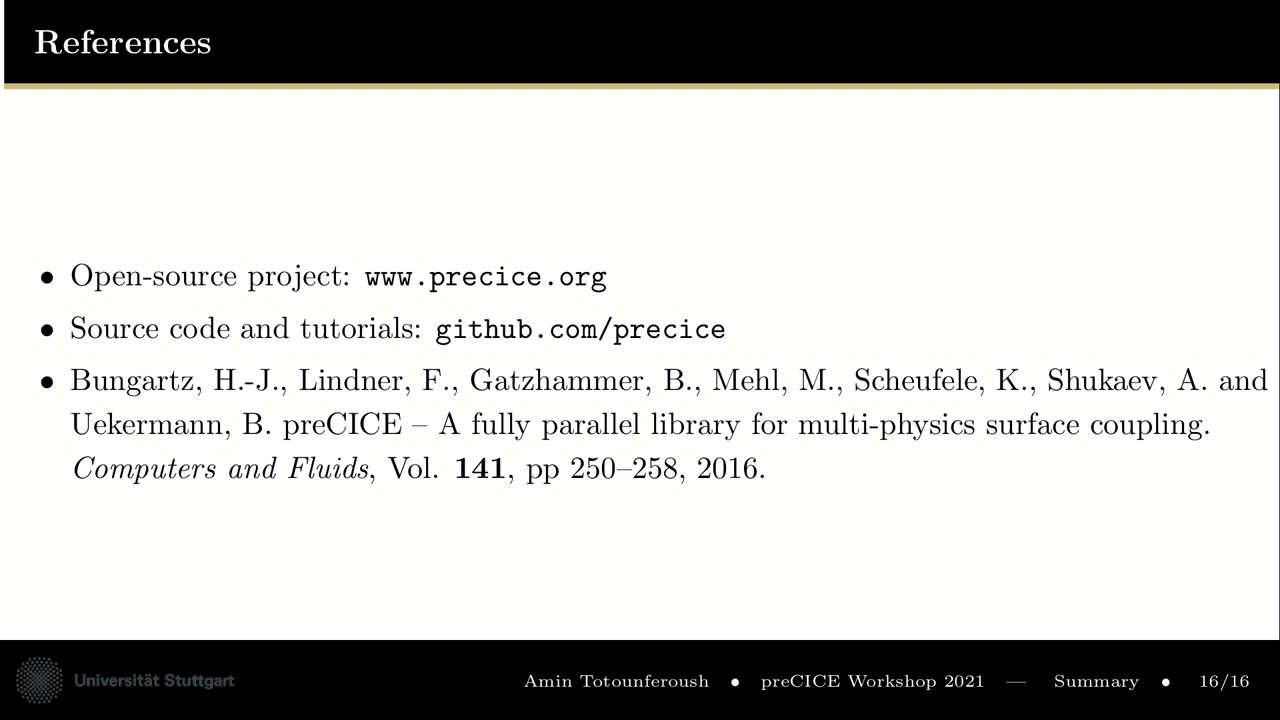 References
• Open-source project: www.precice.org
• Source code and tutorials: github.com/precice
• Bungartz, H.-J., Lindner, F., Gatzhammer, B., Mehl, M., Scheufele, K., Shukaev, A. and
Uekermann, B. preCICE – A fully parallel library for multi-physics surface coupling.
Computers and Fluids, Vol. 141, pp 250–258, 2016.
Universität Stuttgart
Amin Totounferoush • preCICE Workshop 2021 — Summary • 16/16